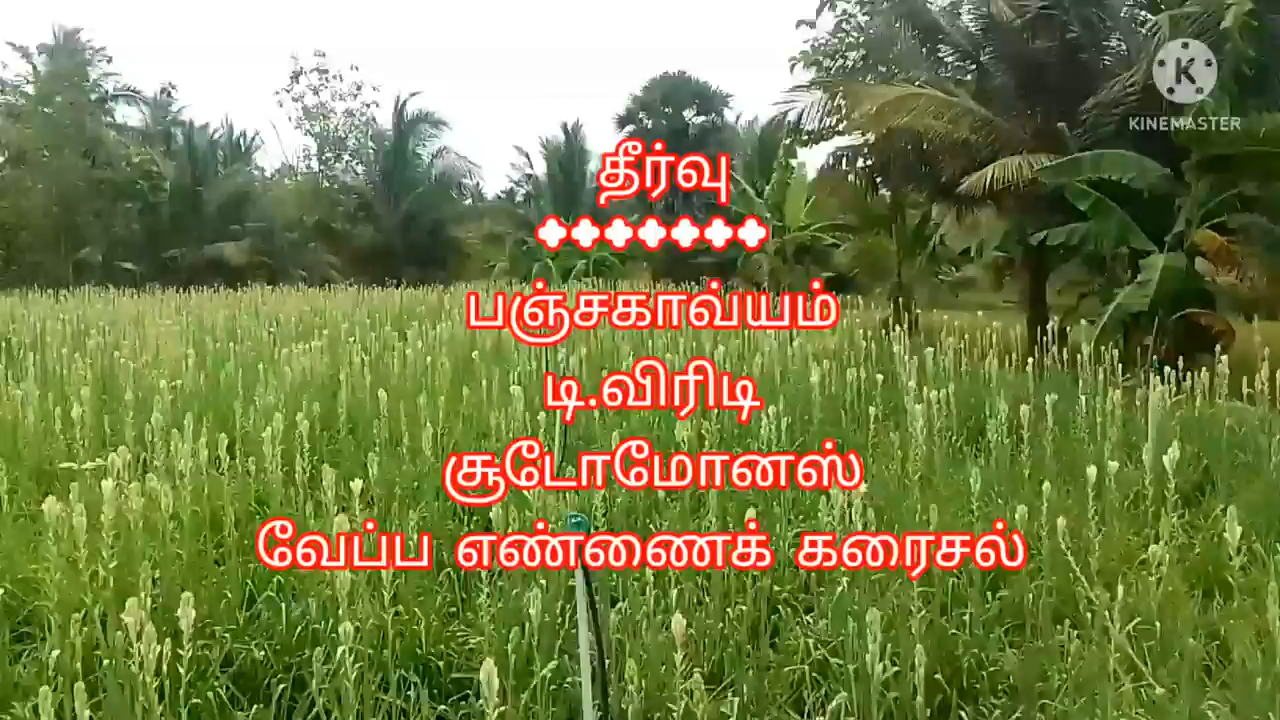 K
KINEMASTER
தீர்வு
பஞ்சகாவ்யம்
டி.விரிடி
சூடோமோனஸ்
வேப்ப எண்ணைக் கரைசல்